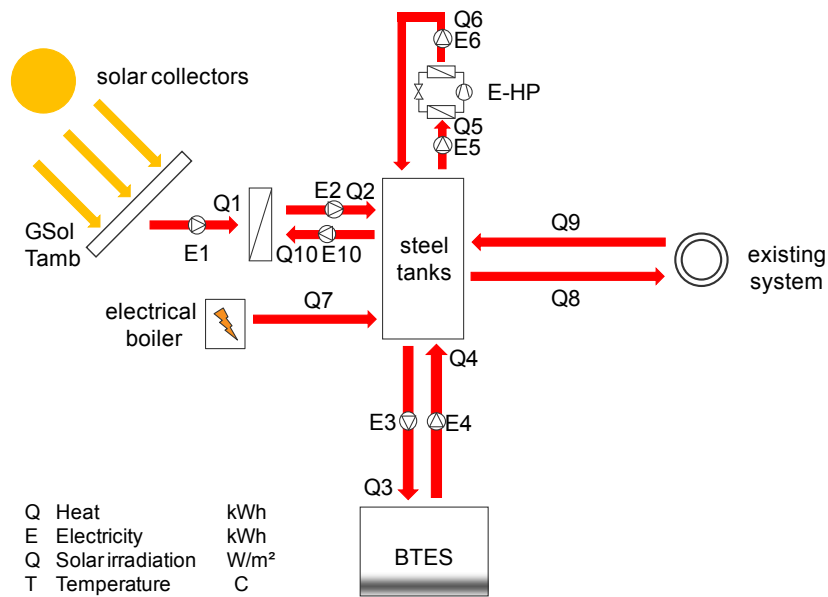 Q6
E6
solar collectors
E-HP
Q5
E5
Q1
E2 Q2
GSol
Tamb
E1
Q10 E10
steel
tanks
Q9
Q8
existing
system
electrical
boiler
Q7
Q4
E3
E4
Q3
BTES
Q Heat kWh
E Electricity kWh
Q Solar irradiation W/m²
T Temperature C